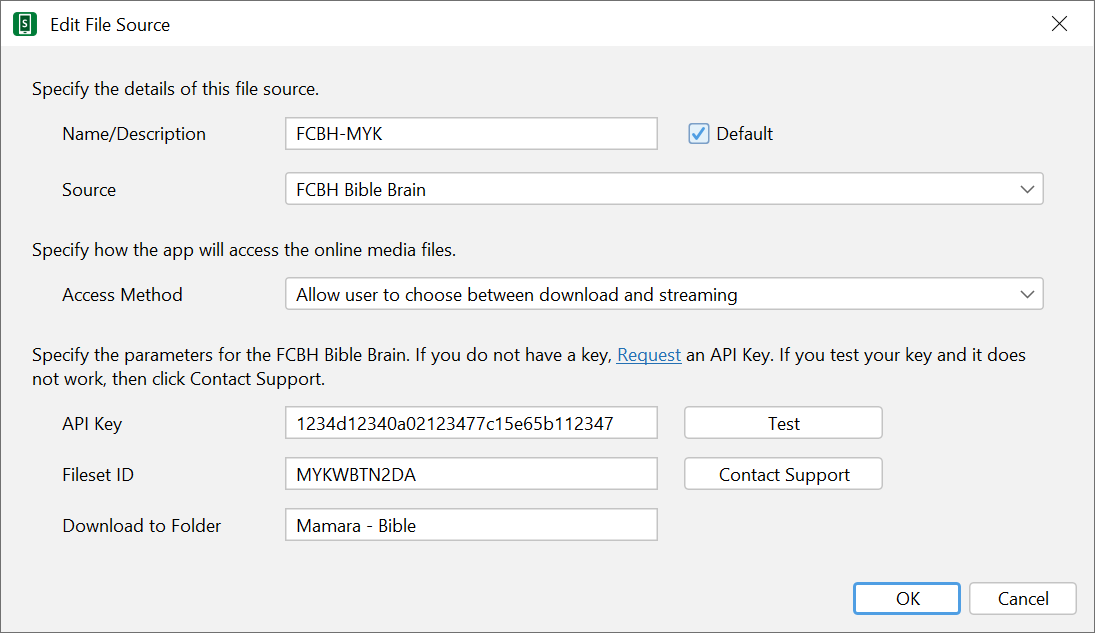 S
Edit File Source
Specify the details of this file source.
Name/Description
FCBH-MYK
Default
Source
FCBH Bible Brain
Specify how the app will access the online media files.
Access Method
Allow user to choose between download and streaming
Specify the parameters for the FCBH Bible Brain. If you do not have a key, Request an API Key. If you test your key and it does
not work, then click Contact Support.
API Key
1234d12340a02123477c15e65b112347
Test
Fileset ID
MYKWBTN2DA
Contact Support
Download to Folder
Mamara - Bible
OK
Cancel